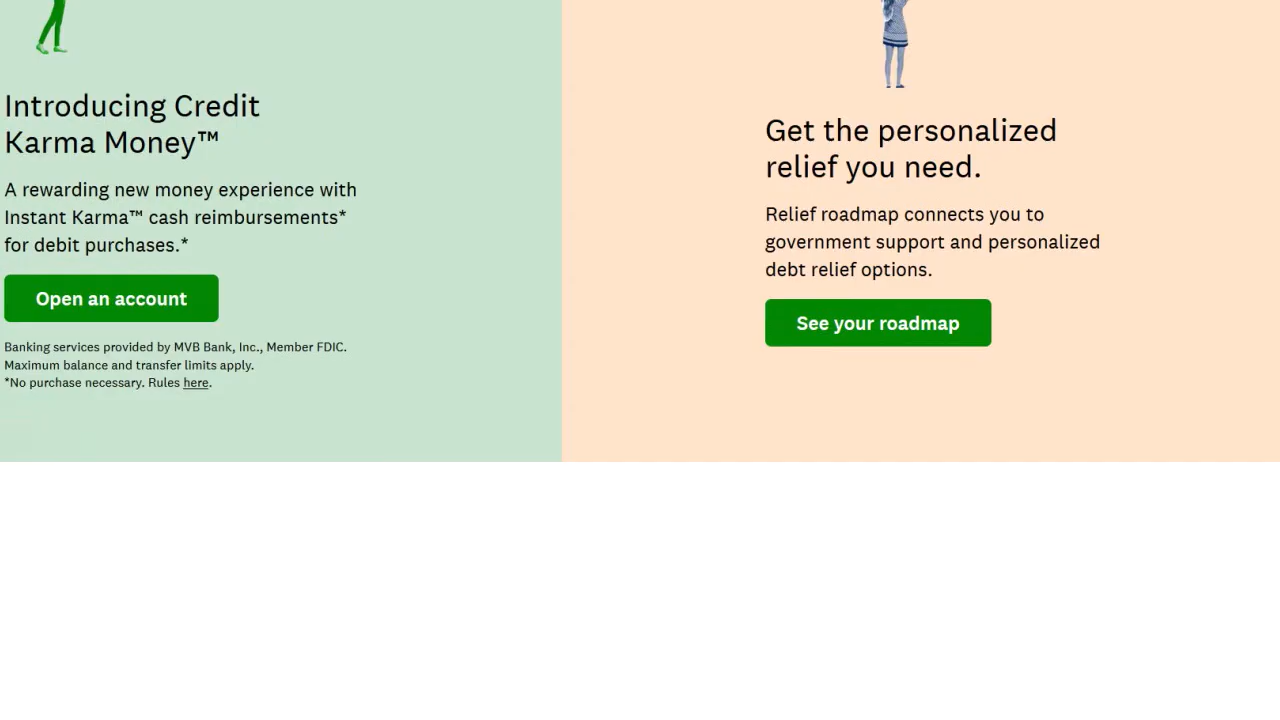 Introducing Credit
Karma Money™
A rewarding new money experience with
Instant Karma™ cash reimbursements*
for debit purchases.*
Open an account
Banking services provided by MVB Bank, Inc., Member FDIC.
Maximum balance and transfer limits apply.
*No purchase necessary. Rules here.
Get the personalized
relief you need.
Relief roadmap connects you to
government support and personalized
debt relief options.
See your roadmap